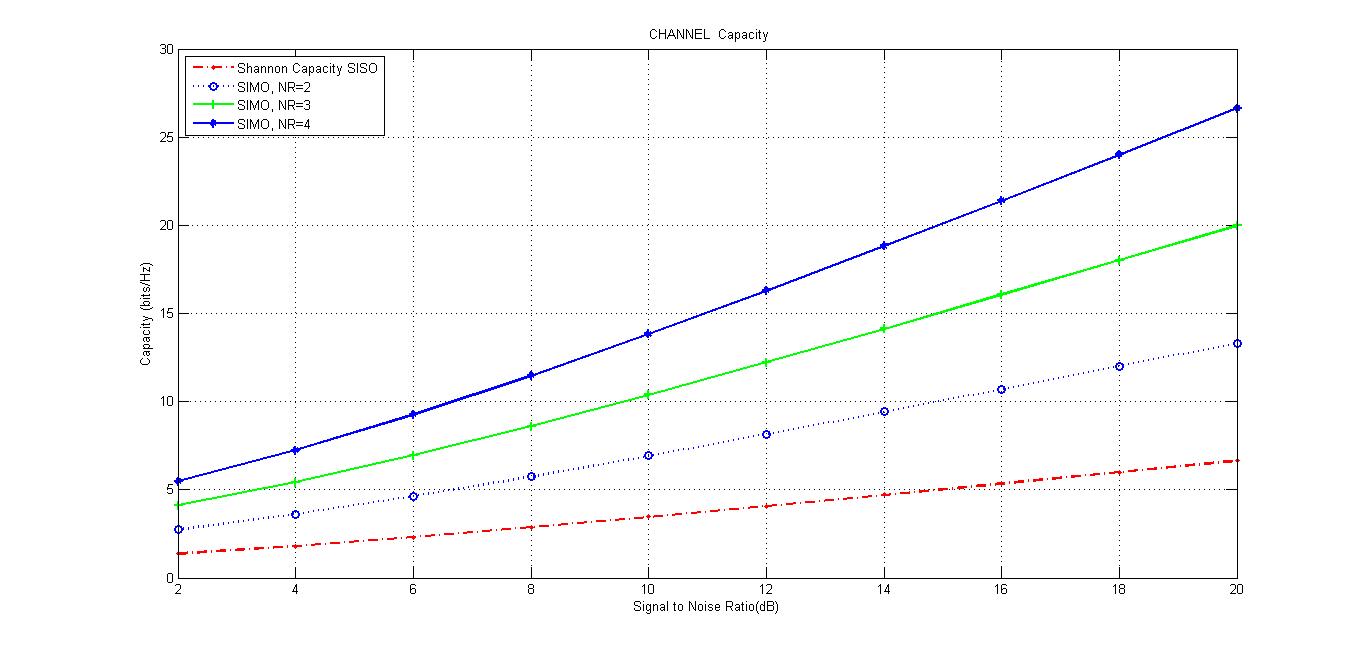 CHANNEL Capacity
30
25
20
15
10
5
0
Capacity (bits/Hz)
Shannon Capacity SISO
SIMO, NR=2
SIMO, NR=3
SIMO, NR=4
2 4 6 8 10 12 14 16 18 20
Signal to Noise Ratio(dB)